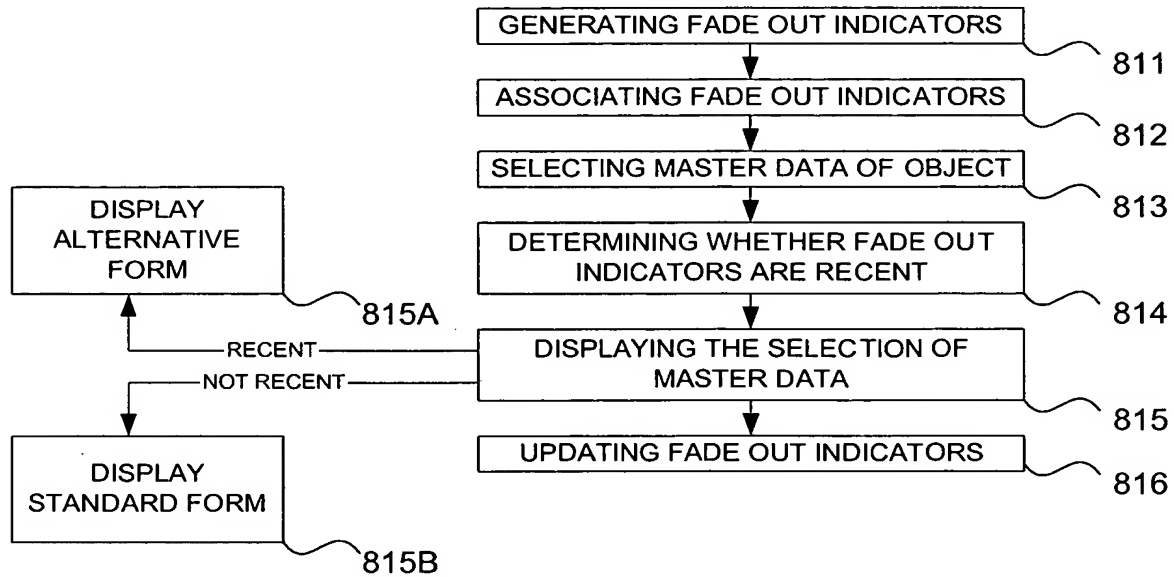 GENERATING FADE OUT INDICATORS
811
ASSOCIATING FADE OUT INDICATORS
812
SELECTING MASTER DATA OF OBJECT
813
DETERMINING WHETHER FADE OUT
INDICATORS ARE RECENT
814
DISPLAY
ALTERNATIVE
FORM
815A
RECENT
NOT RECENT
DISPLAYING THE SELECTION OF
MASTER DATA
815
DISPLAY
STANDARD FORM
815B
UPDATING FADE OUT INDICATORS
816